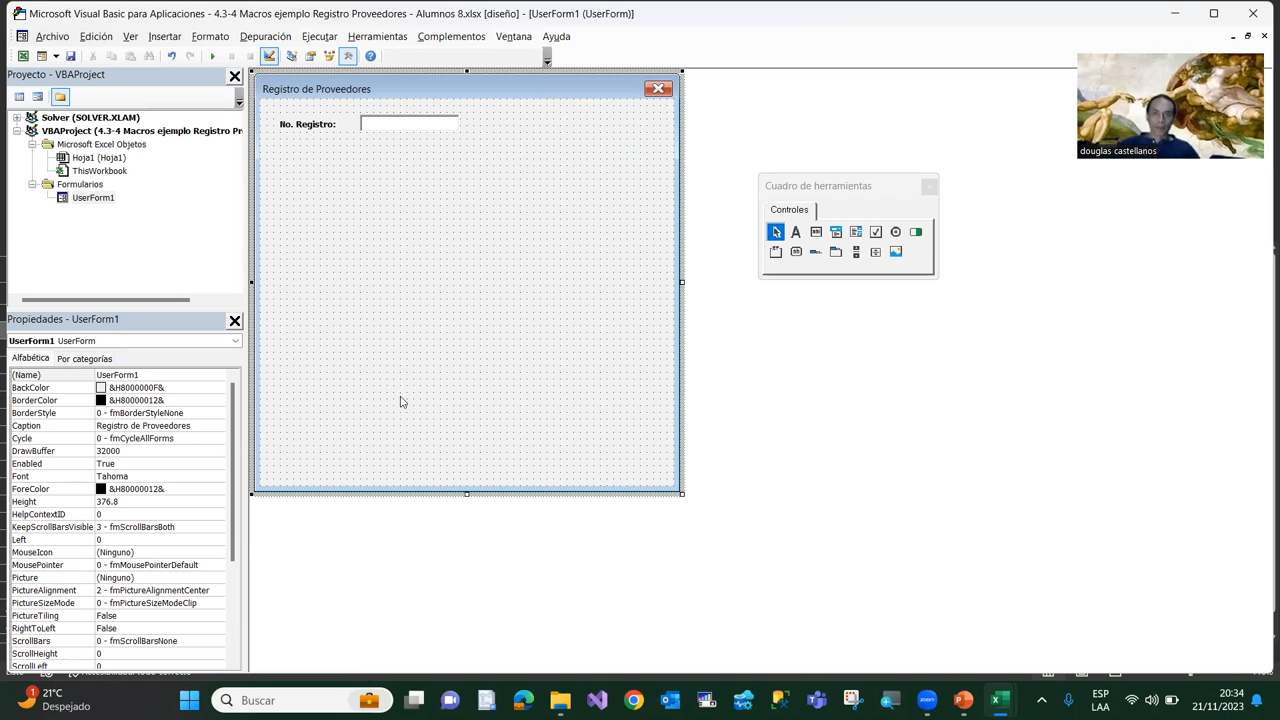 Microsoft Visual Basic para Aplicaciones - 4.3-4 Macros ejemplo Registro Proveedores - Alumnos 8.xlsx [diseño] - [UserForm1 (UserForm)]
Archivo Edición Ver Insertar Formato Depuración Ejecutar Herramientas Complementos Ventana Ayuda
Proyecto - VBAProject
Solver (SOLVER.XLAM)
VBAProject (4.3-4 Macros ejemplo Registro Pr
Microsoft Excel Objetos
Hoja1 (Hoja1)
ThisWorkbook
Formularios
UserForm1
Propiedades - UserForm1
UserForm1 UserForm
Alfabética Por categorías
(Name) UserForm1
BackColor &H8000000F&
BorderColor &H80000012&
BorderStyle 0 - fmBorderStyleNone
Caption Registro de Proveedores
Cycle 0 - fmCycleAllForms
DrawBuffer 32000
Enabled True
Font Tahoma
ForeColor &H80000012&
Height 376.8
HelpContextID 0
KeepScrollBarsVisible 3 - fmScrollBarsBoth
Left 0
MouseIcon (Ninguno)
MousePointer 0 - fmMousePointerDefault
Picture (Ninguno)
PictureAlignment 2 - fmPictureAlignmentCenter
PictureSizeMode 0 - fmPictureSizeModeClip
PictureTiling False
RightToLeft False
ScrollBars 0 - fmScrollBarsNone
ScrollHeight 0
ScrollLeft 0
Registro de Proveedores
No. Registro:
Cuadro de herramientas
Controles
douglas castellanos
21°C
Despejado
Buscar
ESP
LAA
20:34
21/11/2023